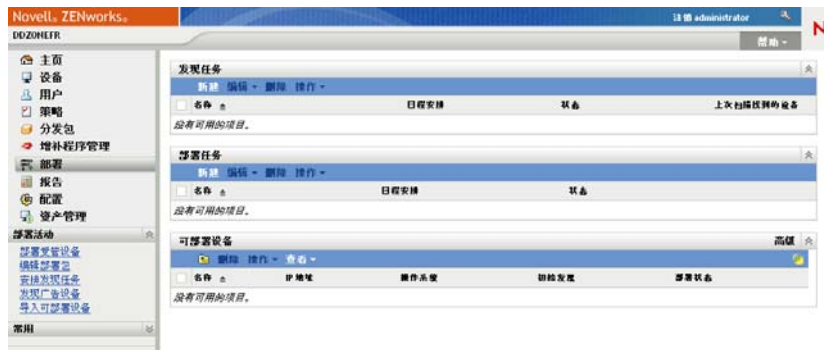 Novell® ZENworks®
注销 administrator
DDZONEFR
帮助
主页
设备
用户
策略
分发包
增补程序管理
部署
报告
配置
资产管理
部署活动
部署受管设备
编辑部署包
安排发现任务
发现广告设备
导入可部署设备
常用
发现任务
新建 编辑 删除 操作
名称 日程安排 状态 上次扫描找到的设备
没有可用的项目。
部署任务
新建 编辑 删除 操作
名称 日程安排 状态
没有可用的项目。
可部署设备 高级
删除 操作 查看
名称 IP 地址 操作系统 初始发现 部署状态
没有可用的项目。